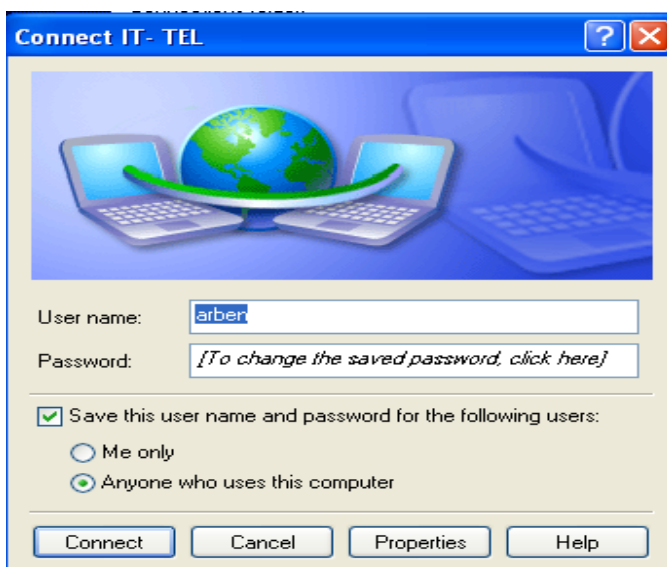 Connect IT- TEL
User name: arben
Password: [To change the saved password, click here]
Save this user name and password for the following users:
Me only
Anyone who uses this computer
Connect Cancel Properties Help